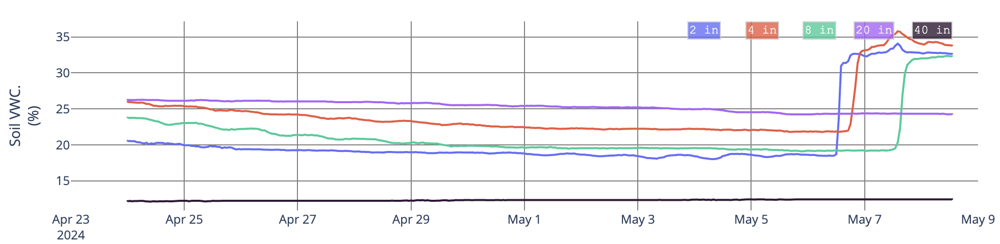 2 in
4 in
8 in
20 in
40 in
35
30
25
20
15
Soil VWC.
(%)
Apr 23
2024
Apr 25
Apr 27
Apr 29
May 1
May 3
May 5
May 7
May 9